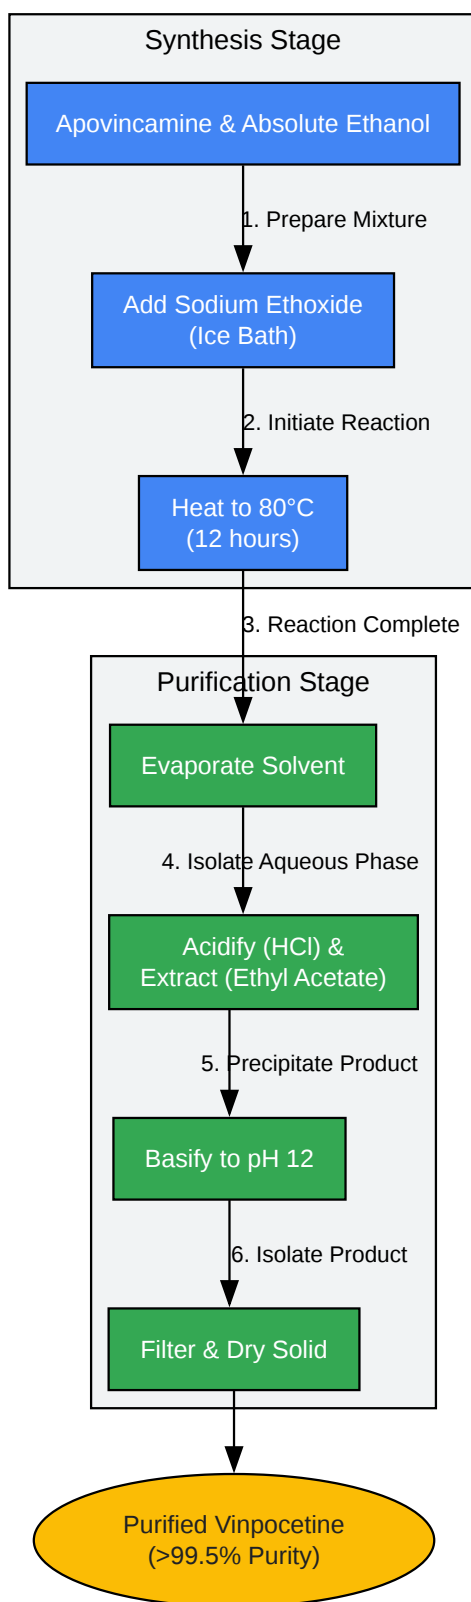 Synthesis Stage
Apovincamine & Absolute Ethanol
1. Prepare Mixture
Add Sodium Ethoxide
(Ice Bath)
2. Initiate Reaction
Heat to 80°C
(12 hours)
3. Reaction Complete
Purification Stage
Evaporate Solvent
4. Isolate Aqueous Phase
Acidify (HCl) &
Extract (Ethyl Acetate)
5. Precipitate Product
Basify to pH 12
6. Isolate Product
Filter & Dry Solid
Purified Vinpocetine
(>99.5% Purity)